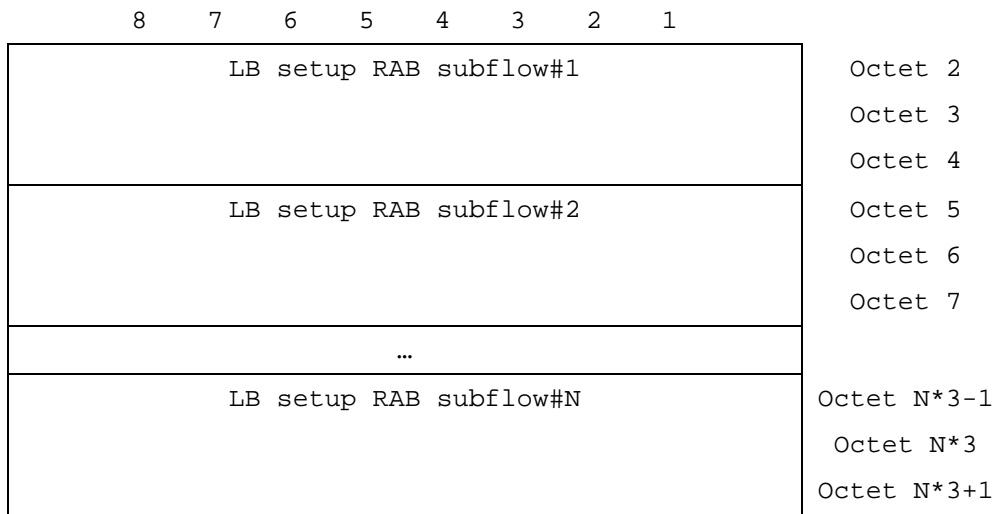 8 7 6 5 4 3 2 1
LB setup RAB subflow#1 Octet 2
Octet 3
Octet 4
LB setup RAB subflow#2 Octet 5
Octet 6
Octet 7
…
LB setup RAB subflow#N Octet N*3-1
Octet N*3
Octet N*3+1